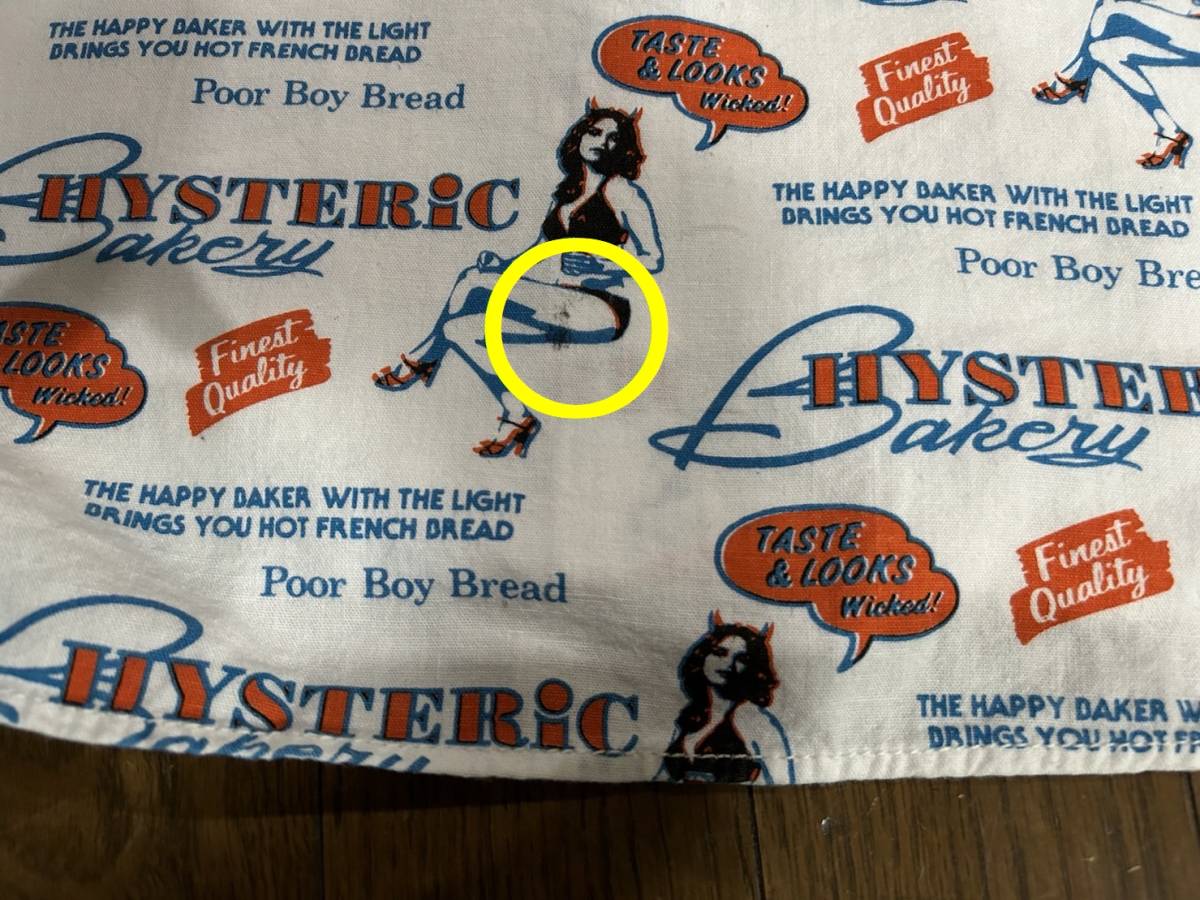 THE HAPPY BAKER WITH THE LIGHT
BRINGS YOU HOT FRENCH BREAD
Poor Boy Bread
TASTE
& LOOKS
Wicked!
Finest
Quality
HYSTERiC
Bakery
THE HAPPY BAKER WITH THE LIGHT
BRINGS YOU HOT FRENCH BREAD
Poor Boy Bre
ASTE
LOOKS
Wicked!
Finest
Quality
HYSTER
Bakery
THE HAPPY BAKER WITH THE LIGHT
BRINGS YOU HOT FRENCH BREAD
Poor Boy Bread
TASTE
& LOOKS
Wicked!
Finest
Quality
HYSTERiC
Bakery
THE HAPPY BAKER W
BRINGS YOU HOT FR